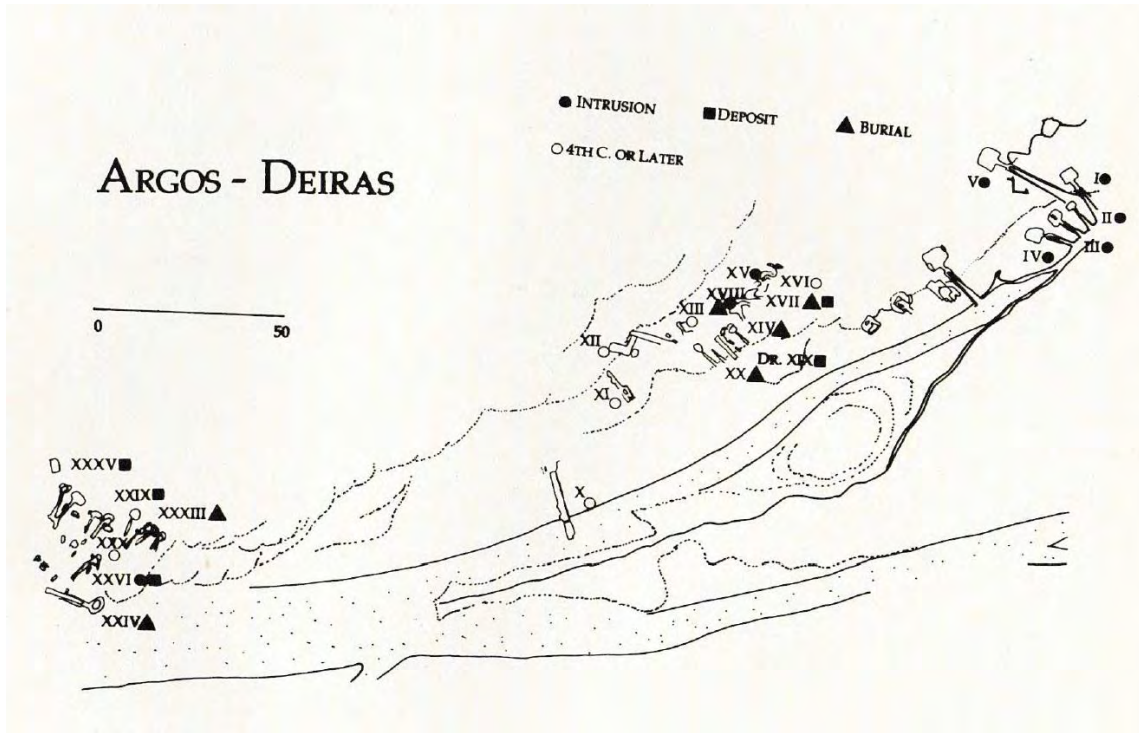 ● INTRUSION
■ DEPOSIT
▲ BURIAL
○ 4TH C. OR LATER
ARGOS - DEIRAS
0 50
V
I
II
III
IV
XV
XVI
XVIII
XVII
XIII
XIV
XII
DR. XIX
XX
XI
X
XXXV
XXIX
XXXIII
XXX
XXVI
XXIV